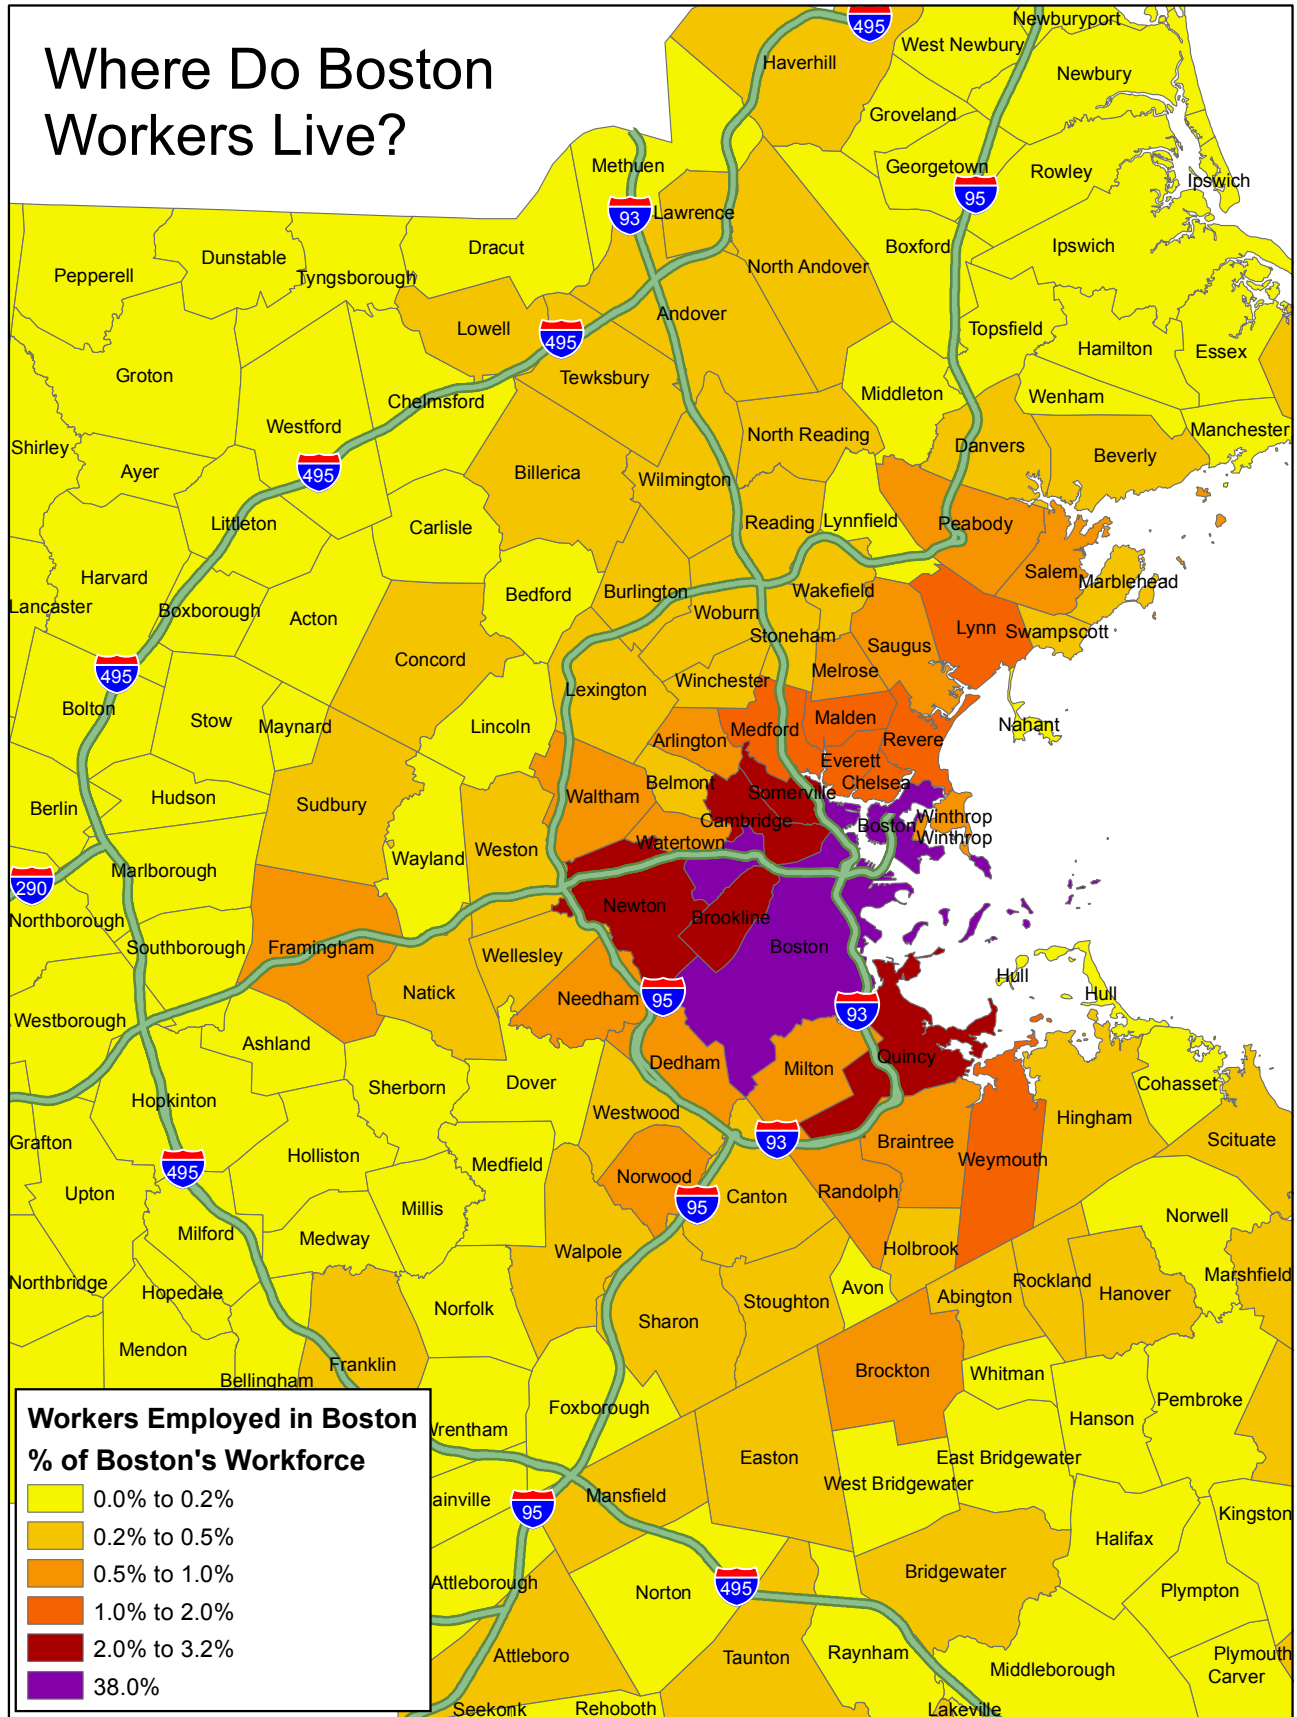 Where Do Boston
Workers Live?
Newburyport
495
West Newbury
Haverhill
Newbury
Groveland
Methuen
Georgetown
Rowley
Ipswich
95
93
Lawrence
Dracut
Boxford
Ipswich
Dunstable
North Andover
Pepperell
Tyngsborough
Andover
Lowell
Topsfield
495
Hamilton
Essex
Groton
Tewksbury
Middleton
Wenham
Chelmsford
Westford
North Reading
Manchester
Shirley
Danvers
Beverly
Ayer
495
Billerica
Wilmington
Littleton
Carlisle
Reading
Lynnfield
Peabody
Harvard
Salem
Marblehead
Bedford
Burlington
Wakefield
Lancaster
Boxborough
Acton
Woburn
Stoneham
Lynn
Swampscott
Saugus
Concord
495
Melrose
Lexington
Winchester
Bolton
Stow
Maynard
Lincoln
Malden
Nahant
Medford
Arlington
Revere
Everett
Belmont
Chelsea
Berlin
Hudson
Sudbury
Waltham
Somerville
Cambridge
Boston
Winthrop
Winthrop
Watertown
Wayland
Weston
Marlborough
290
Newton
Brookline
Northborough
Southborough
Framingham
Boston
Wellesley
Hull
Natick
Needham
95
Hull
93
Westborough
Ashland
Quincy
Dedham
Milton
Sherborn
Dover
Cohasset
Hopkinton
Westwood
Hingham
Grafton
93
Braintree
Scituate
Holliston
Medfield
Weymouth
495
Norwood
Upton
Canton
Randolph
95
Millis
Norwell
Milford
Medway
Walpole
Holbrook
Northbridge
Hopedale
Marshfield
Rockland
Avon
Abington
Hanover
Norfolk
Stoughton
Sharon
Mendon
Franklin
Brockton
Whitman
Bellingham
Pembroke
Foxborough
Hanson
Wrentham
Easton
East Bridgewater
West Bridgewater
ainville
Mansfield
95
Kingston
Halifax
Bridgewater
Attleborough
Norton
495
Plympton
Attleboro
Taunton
Raynham
Plymouth
Middleborough
Carver
Seekonk
Rehoboth
Lakeville
Workers Employed in Boston
% of Boston's Workforce
0.0% to 0.2%
0.2% to 0.5%
0.5% to 1.0%
1.0% to 2.0%
2.0% to 3.2%
38.0%